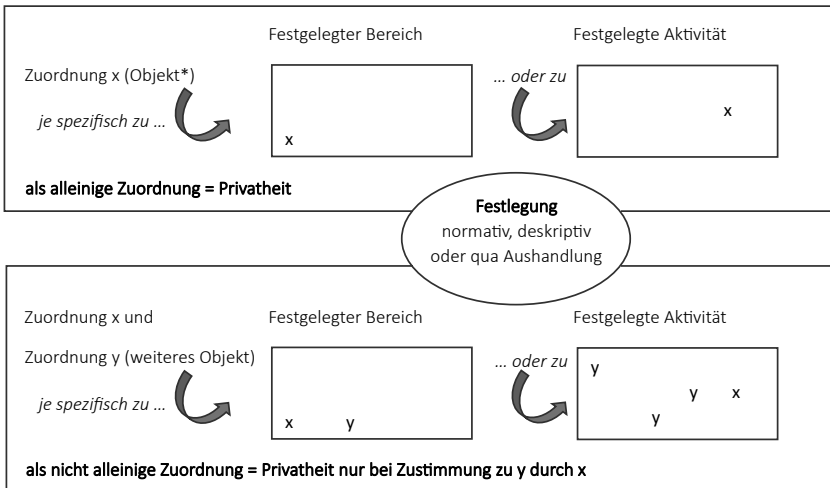 Festgelegter Bereich
Festgelegte Aktivität
Zuordnung x (Objekt*)
... oder zu
je spezifisch zu ...
x
x
als alleinige Zuordnung = Privatheit
Festlegung
normativ, deskriptiv
oder qua Aushandlung
Zuordnung x und
Festgelegter Bereich
Festgelegte Aktivität
Zuordnung y (weiteres Objekt)
... oder zu
je spezifisch zu ...
x y
y
y x
y
als nicht alleinige Zuordnung = Privatheit nur bei Zustimmung zu y durch x